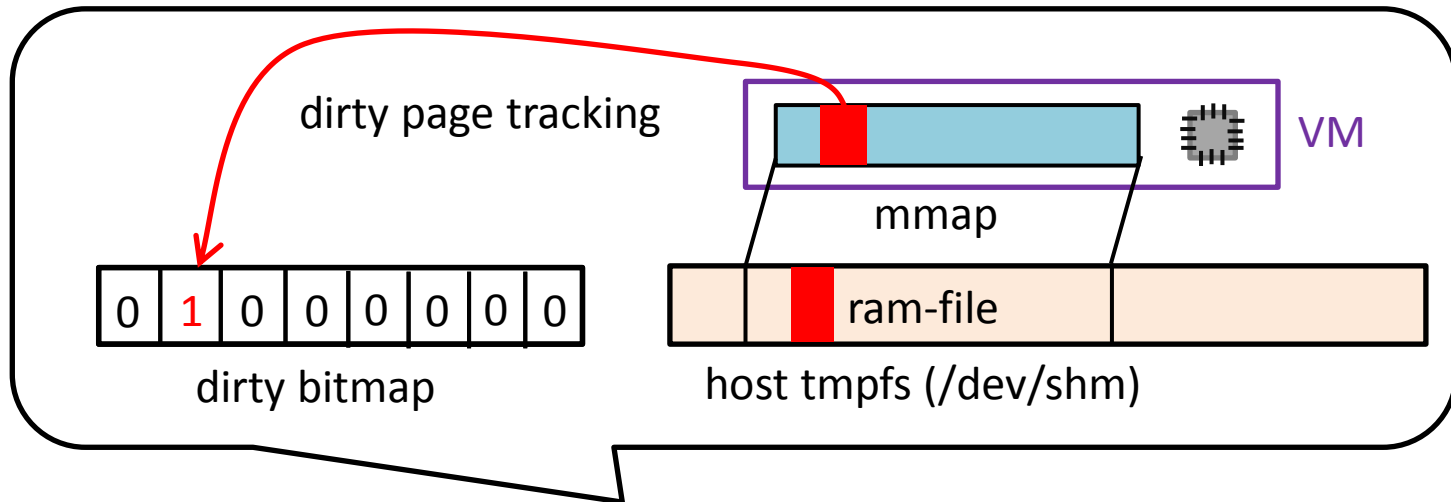 dirty page tracking
VM
mmap
0 1 0 0 0 0 0 0
ram-file
dirty bitmap
host tmpfs (/dev/shm)